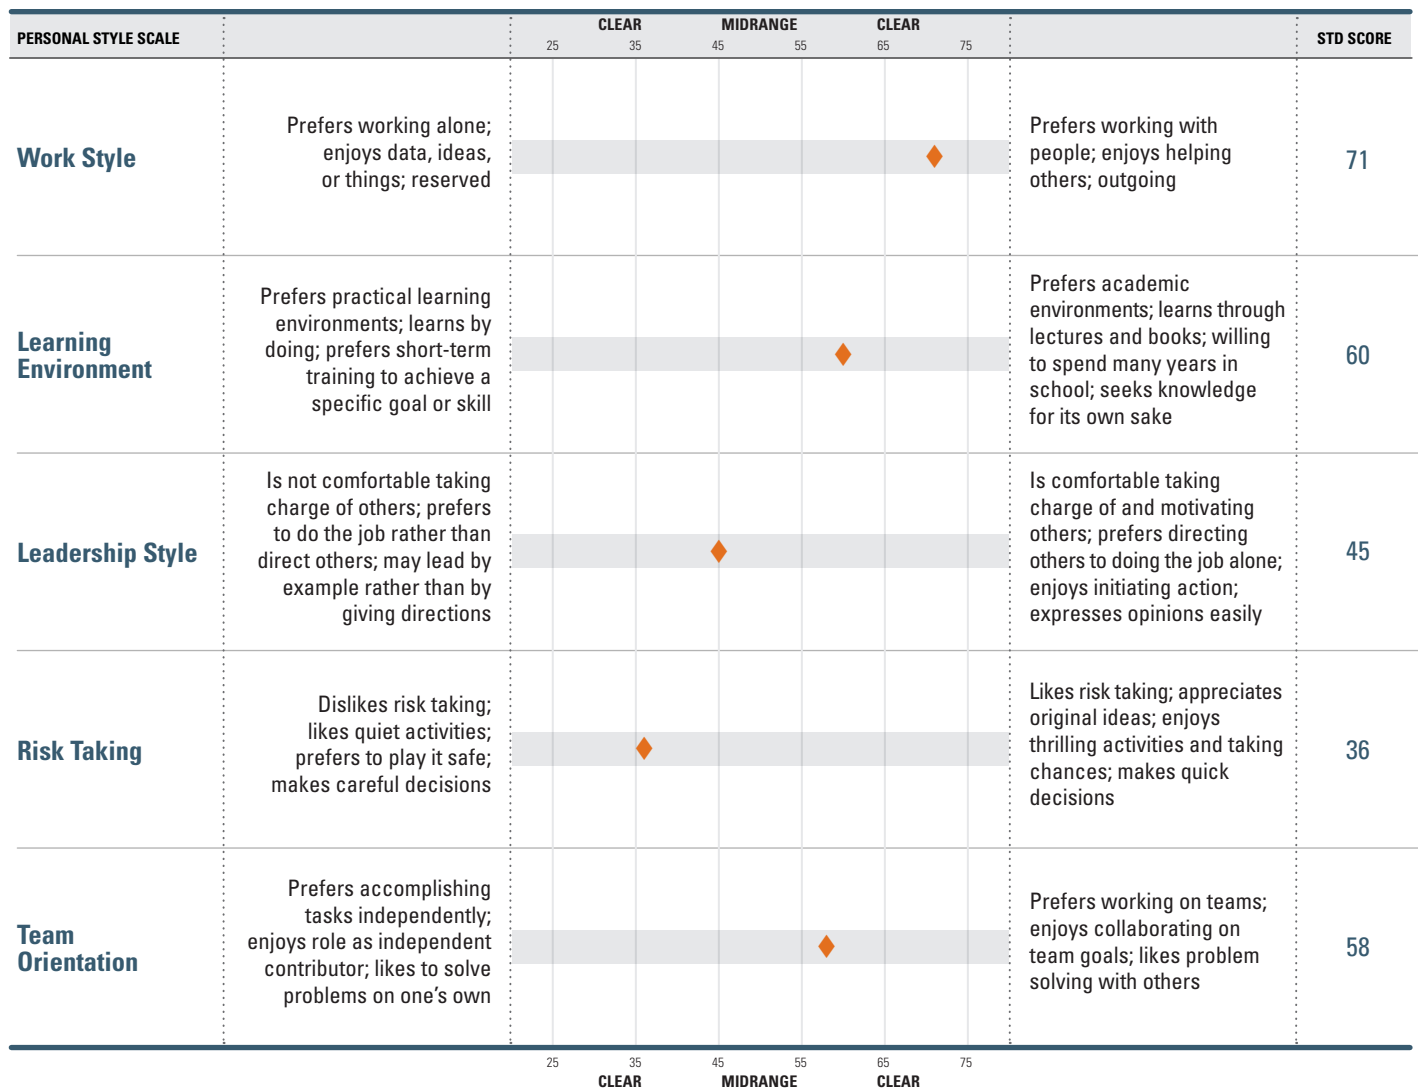 PERSONAL STYLE SCALE
CLEAR MIDRANGE CLEAR
25 35 45 55 65 75
STD SCORE
Work Style
Prefers working alone;
enjoys data, ideas,
or things; reserved
Prefers working with
people; enjoys helping
others; outgoing
71
Learning
Environment
Prefers practical learning
environments; learns by
doing; prefers short-term
training to achieve a
specific goal or skill
Prefers academic
environments; learns through
lectures and books; willing
to spend many years in
school; seeks knowledge
for its own sake
60
Leadership Style
Is not comfortable taking
charge of others; prefers
to do the job rather than
direct others; may lead by
example rather than by
giving directions
Is comfortable taking
charge of and motivating
others; prefers directing
others to doing the job alone;
enjoys initiating action;
expresses opinions easily
45
Risk Taking
Dislikes risk taking;
likes quiet activities;
prefers to play it safe;
makes careful decisions
Likes risk taking; appreciates
original ideas; enjoys
thrilling activities and taking
chances; makes quick
decisions
36
Team
Orientation
Prefers accomplishing
tasks independently;
enjoys role as independent
contributor; likes to solve
problems on one’s own
Prefers working on teams;
enjoys collaborating on
team goals; likes problem
solving with others
58
25 35 45 55 65 75
CLEAR MIDRANGE CLEAR